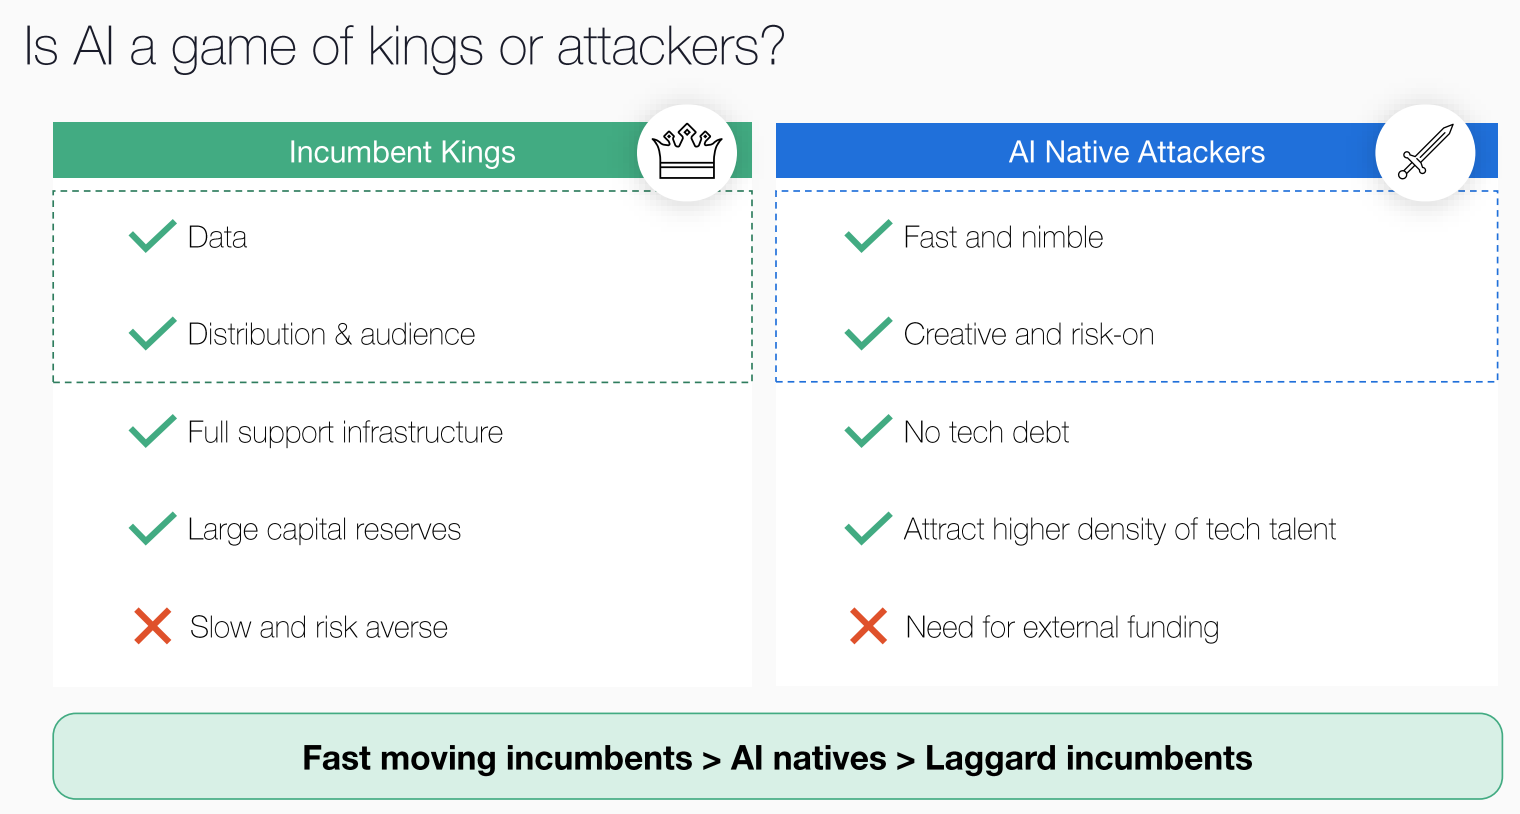 Is AI a game of kings or attackers?
Incumbent Kings
Data
Distribution & audience
Full support infrastructure
Large capital reserves
Slow and risk averse
AI Native Attackers
Fast and nimble
Creative and risk-on
No tech debt
Attract higher density of tech talent
Need for external funding
Fast moving incumbents > AI natives > Laggard incumbents